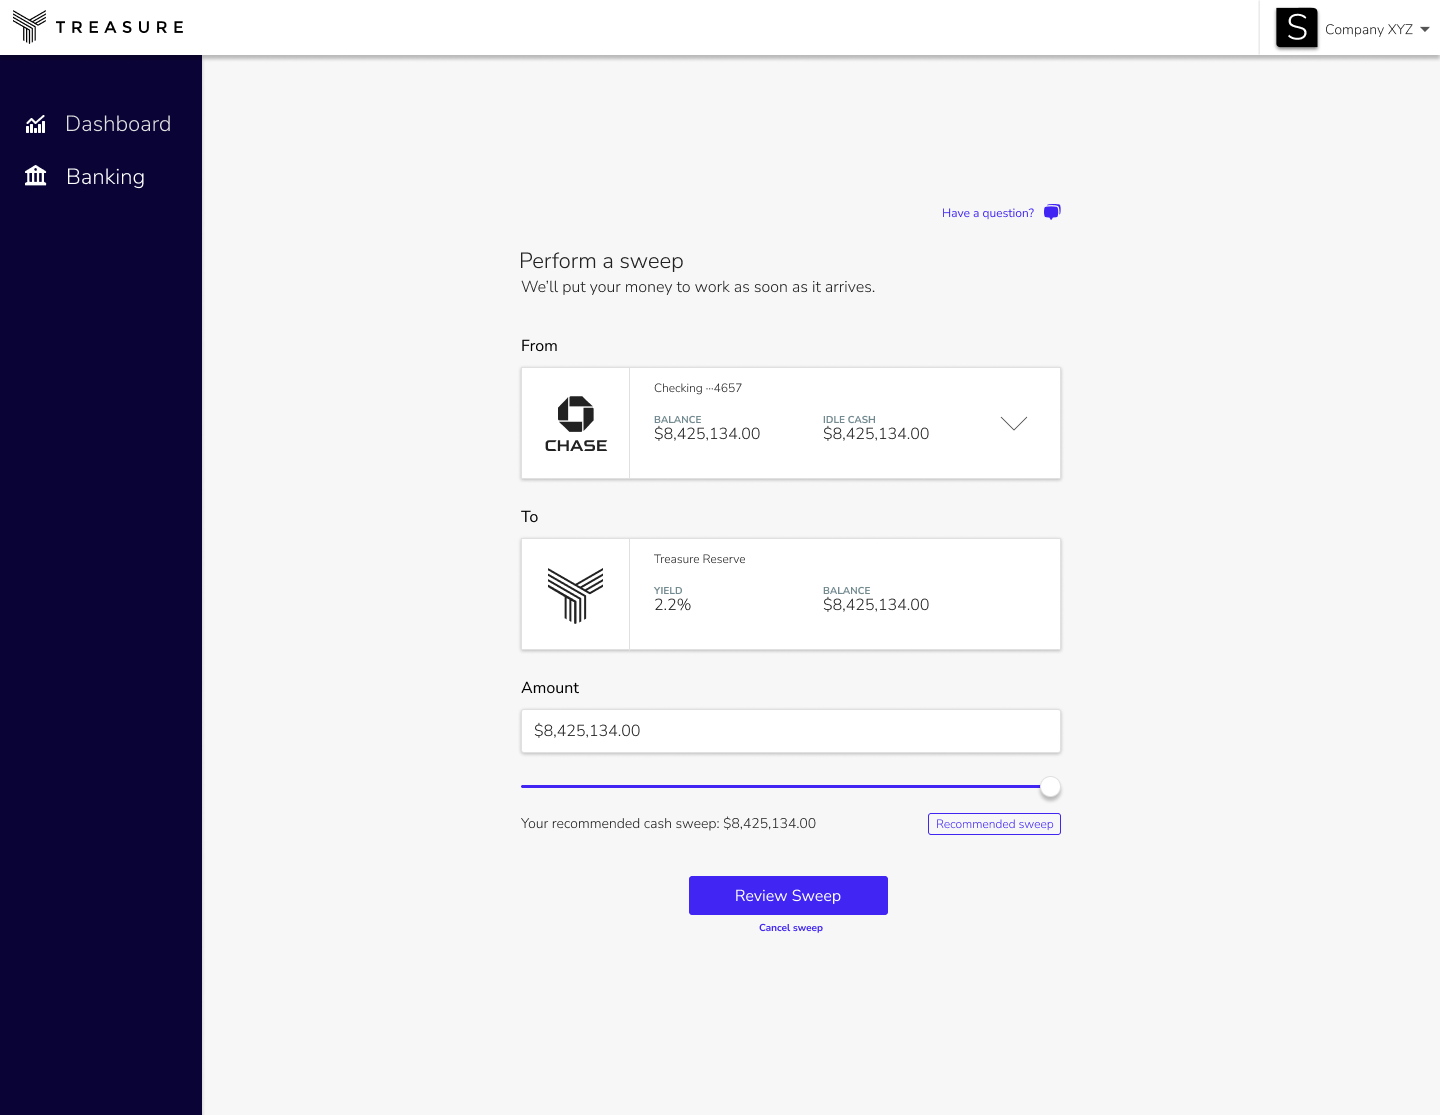 TREASURE
S Company XYZ
Dashboard
Banking
Have a question?
Perform a sweep
We'll put your money to work as soon as it arrives.
From
CHASE
Checking ···4657
BALANCE IDLE CASH
$8,425,134.00 $8,425,134.00
To
Treasure Reserve
YIELD BALANCE
2.2% $8,425,134.00
Amount
$8,425,134.00
Your recommended cash sweep: $8,425,134.00
Recommended sweep
Review Sweep
Cancel sweep